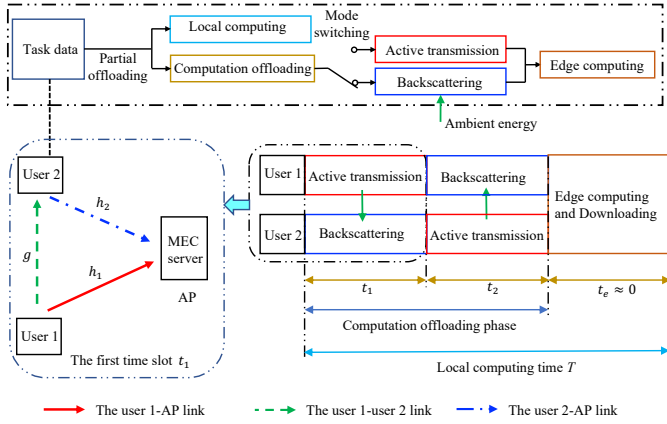 Task data
Partial
offloading
Local computing
Computation offloading
Mode
switching
Active transmission
Backscattering
Edge computing
Ambient energy
User 2
h₂
g
h₁
MEC
server
AP
User 1
The first time slot t₁
User 1
Active transmission
Backscattering
Edge computing
and Downloading
User 2
Backscattering
Active transmission
t₁
t₂
tₑ ≈ 0
Computation offloading phase
Local computing time T
The user 1-AP link
The user 1-user 2 link
The user 2-AP link